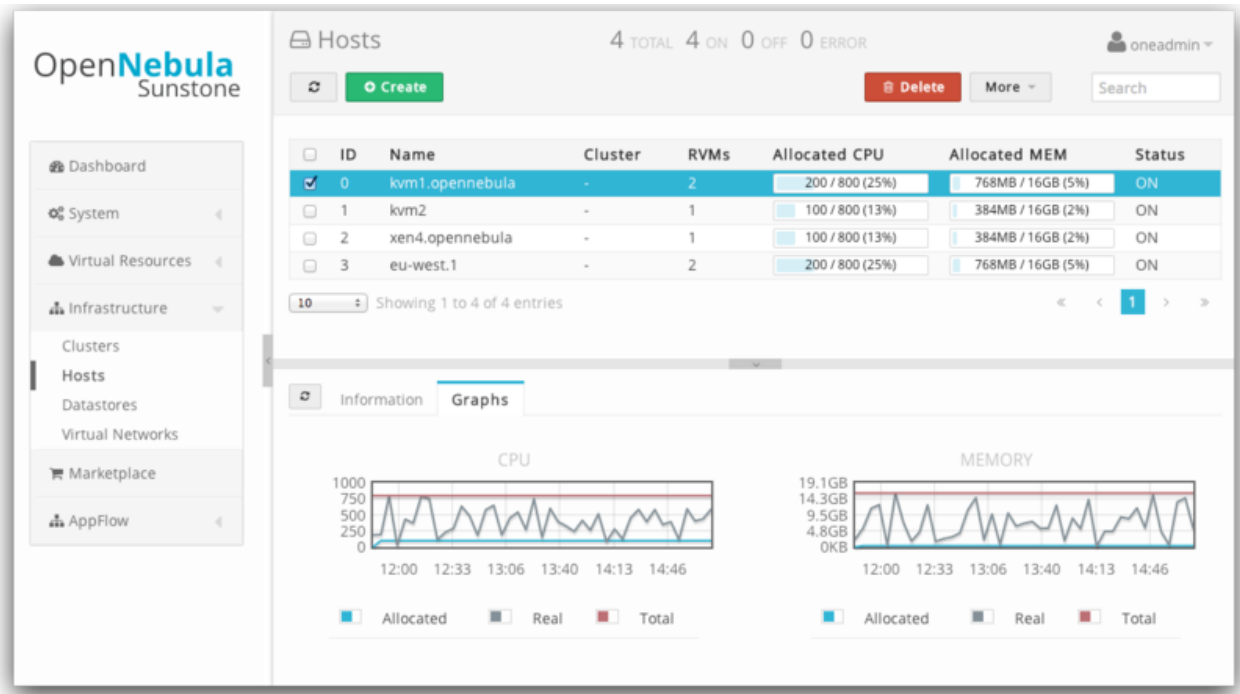 OpenNebula
Sunstone
Dashboard
System
Virtual Resources
Infrastructure
Clusters
Hosts
Datastores
Virtual Networks
Marketplace
AppFlow
Hosts 4 TOTAL 4 ON 0 OFF 0 ERROR oneadmin
Create Delete More Search
ID Name Cluster RVMs Allocated CPU Allocated MEM Status
0 kvm1.opennebula - 2 200 / 800 (25%) 768MB / 16GB (5%) ON
1 kvm2 - 1 100 / 800 (13%) 384MB / 16GB (2%) ON
2 xen4.opennebula - 1 100 / 800 (13%) 384MB / 16GB (2%) ON
3 eu-west.1 - 2 200 / 800 (25%) 768MB / 16GB (5%) ON
10 Showing 1 to 4 of 4 entries « < 1 > »
Information Graphs
CPU
1000
750
500
250
0
12:00 12:33 13:06 13:40 14:13 14:46
Allocated Real Total
MEMORY
19.1GB
14.3GB
9.5GB
4.8GB
0KB
12:00 12:33 13:06 13:40 14:13 14:46
Allocated Real Total